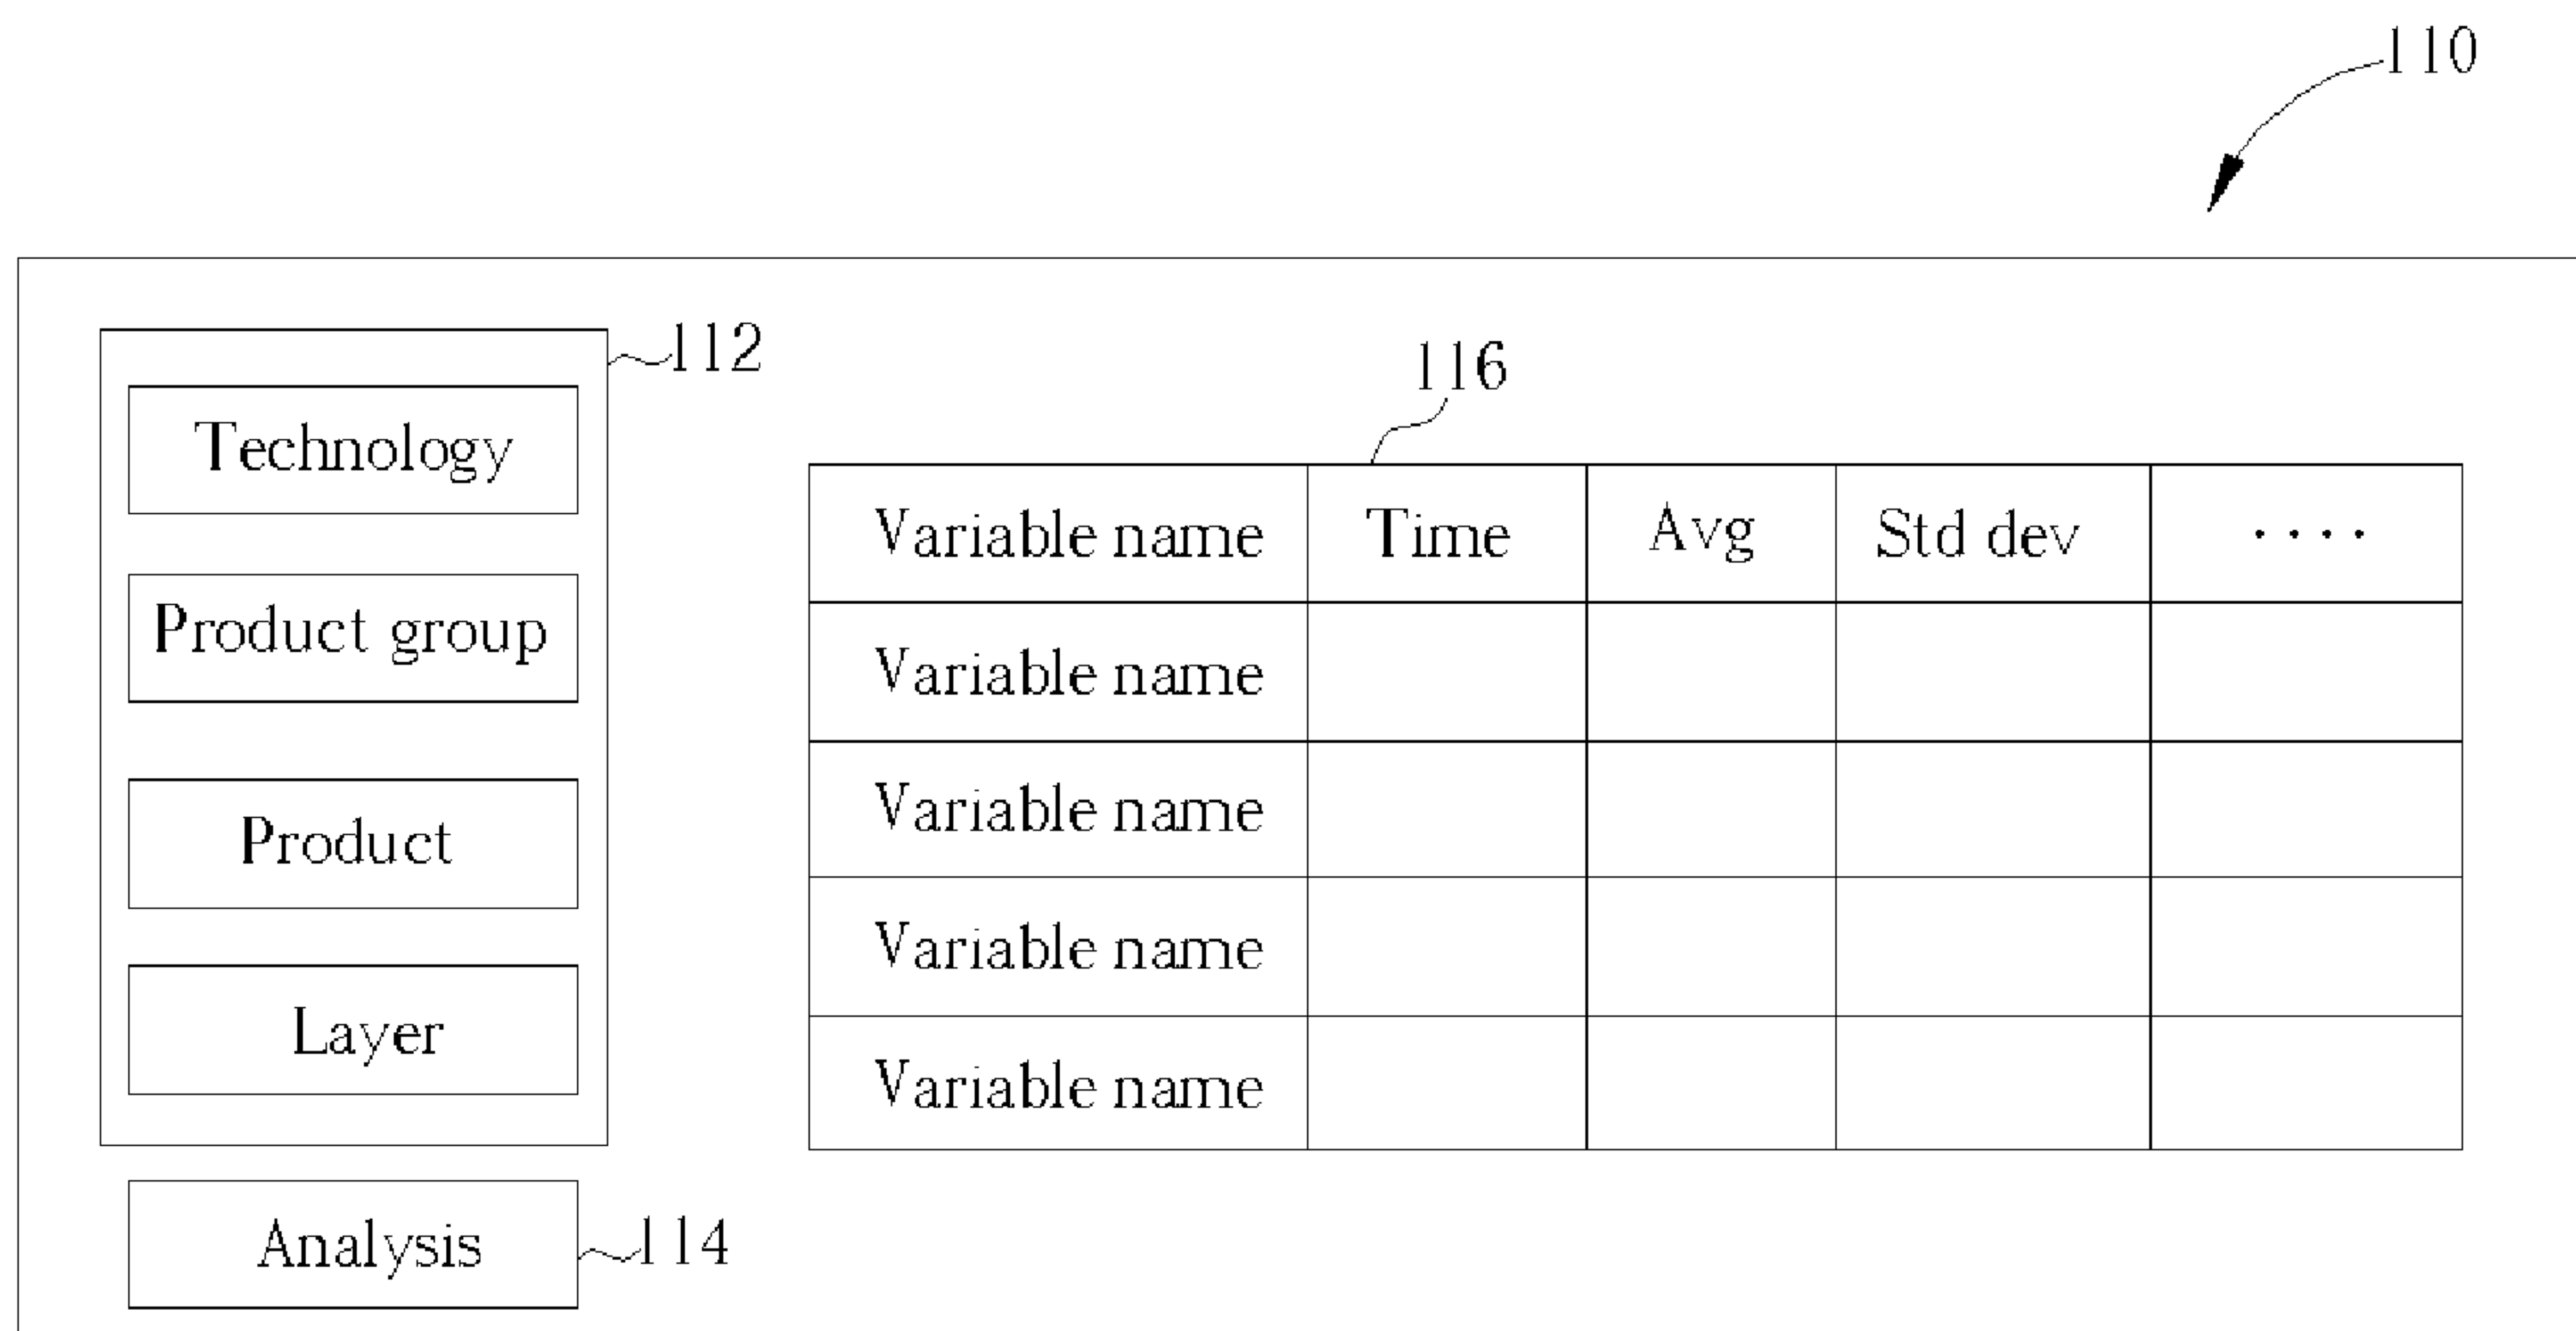 110
112
Technology
Product group
Product
Layer
Analysis
114
116
Variable name Time Avg Std dev ....
Variable name
Variable name
Variable name
Variable name